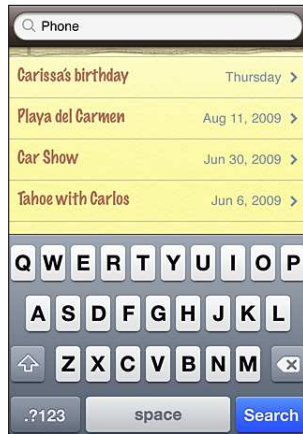 Phone
Carissa's birthday Thursday
Playa del Carmen Aug 11, 2009
Car Show Jun 30, 2009
Tahoe with Carlos Jun 6, 2009
Q W E R T Y U I O P
A S D F G H J K L
Z X C V B N M
.?123 space Search